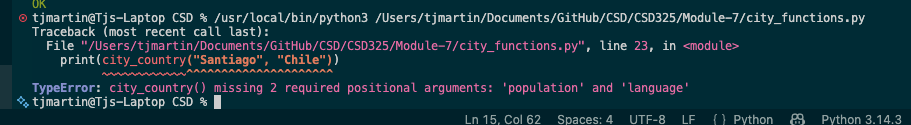 OK
tjmartin@Tjs-Laptop CSD % /usr/local/bin/python3 /Users/tjmartin/Documents/GitHub/CSD/CSD325/Module-7/city_functions.py
Traceback (most recent call last):
  File "/Users/tjmartin/Documents/GitHub/CSD/CSD325/Module-7/city_functions.py", line 23, in <module>
    print(city_country("Santiago", "Chile"))
          ~~~~~~~~~~~~^^^^^^^^^^^^^^^^^^^^^
TypeError: city_country() missing 2 required positional arguments: 'population' and 'language'
tjmartin@Tjs-Laptop CSD %
Ln 15, Col 62 Spaces: 4 UTF-8 LF { } Python Python 3.14.3